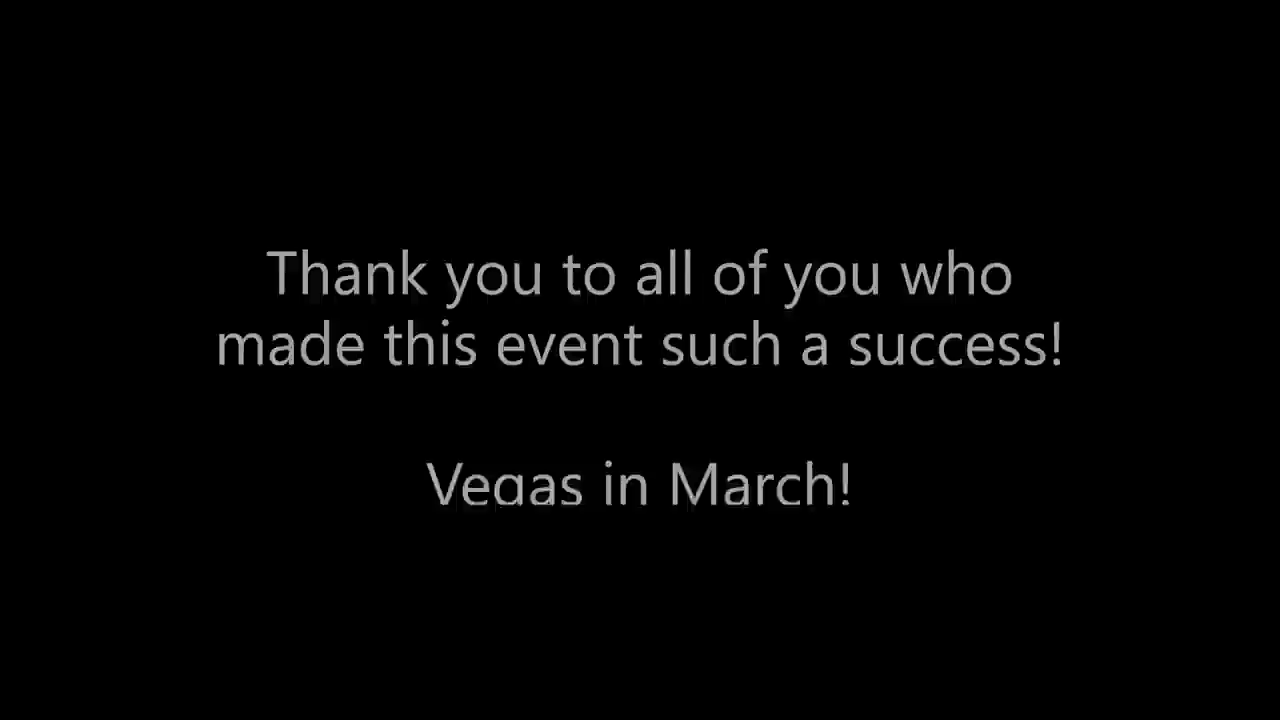 Thank you to all of you who
made this event such a success!
Vegas in March!